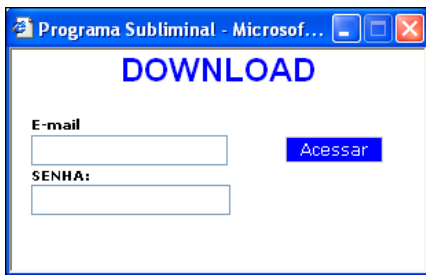 Programa Subliminal - Microsof...
DOWNLOAD
E-mail
Acessar
SENHA: